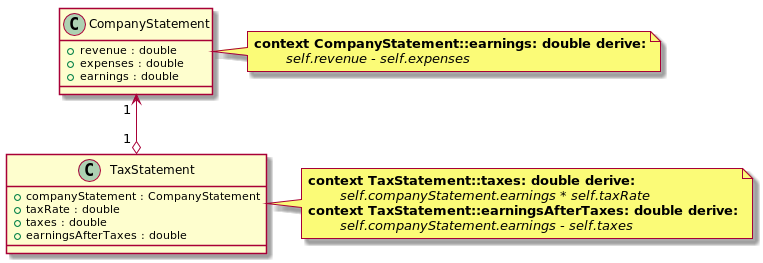 C CompanyStatement
revenue : double
expenses : double
earnings : double
context CompanyStatement::earnings: double derive:
self.revenue - self.expenses
1
1
C TaxStatement
companyStatement : CompanyStatement
taxRate : double
taxes : double
earningsAfterTaxes : double
context TaxStatement::taxes: double derive:
self.companyStatement.earnings * self.taxRate
context TaxStatement::earningsAfterTaxes: double derive:
self.companyStatement.earnings - self.taxes